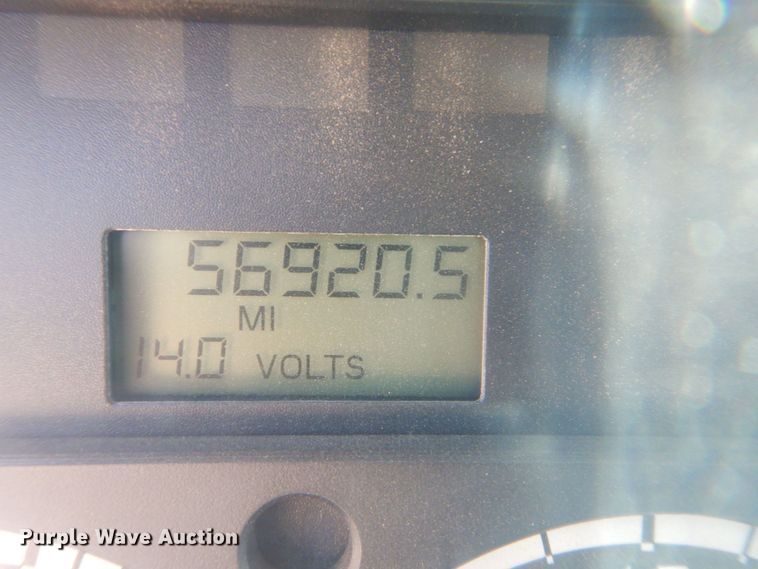 56920.5
MI
14.0 VOLTS
Purple Wave Auction